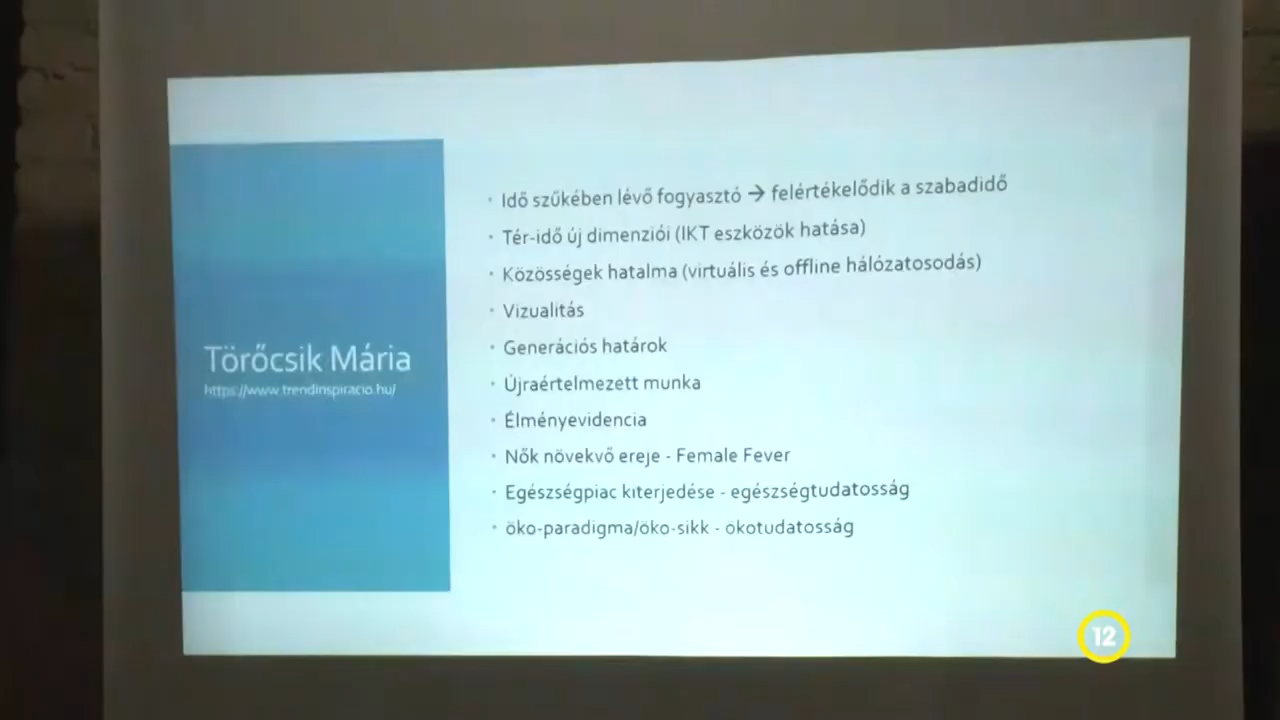 Törőcsik Mária
https://www.trendinspiracio.hu/
• Idő szűkében lévő fogyasztó → felértékelődik a szabadidő
• Tér-idő új dimenziói (IKT eszközök hatása)
• Közösségek hatalma (virtuális és offline hálózatosodás)
• Vizualitás
• Generációs határok
• Újraértelmezett munka
• Élményevidencia
• Nők növekvő ereje - Female Fever
• Egészségpiac kiterjedése - egészségtudatosság
• öko-paradigma/öko-sikk - ökotudatosság
12